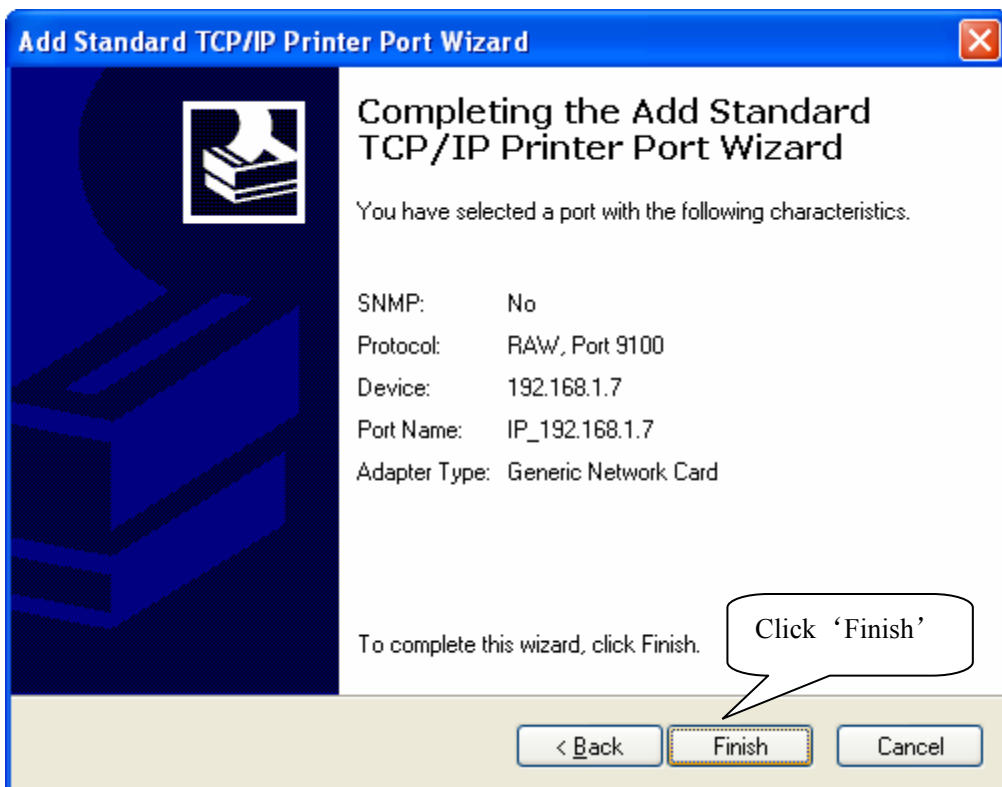 Add Standard TCP/IP Printer Port Wizard
Completing the Add Standard
TCP/IP Printer Port Wizard
You have selected a port with the following characteristics.
SNMP: No
Protocol: RAW, Port 9100
Device: 192.168.1.7
Port Name: IP_192.168.1.7
Adapter Type: Generic Network Card
To complete this wizard, click Finish.
Click ‘Finish’
< Back
Finish
Cancel